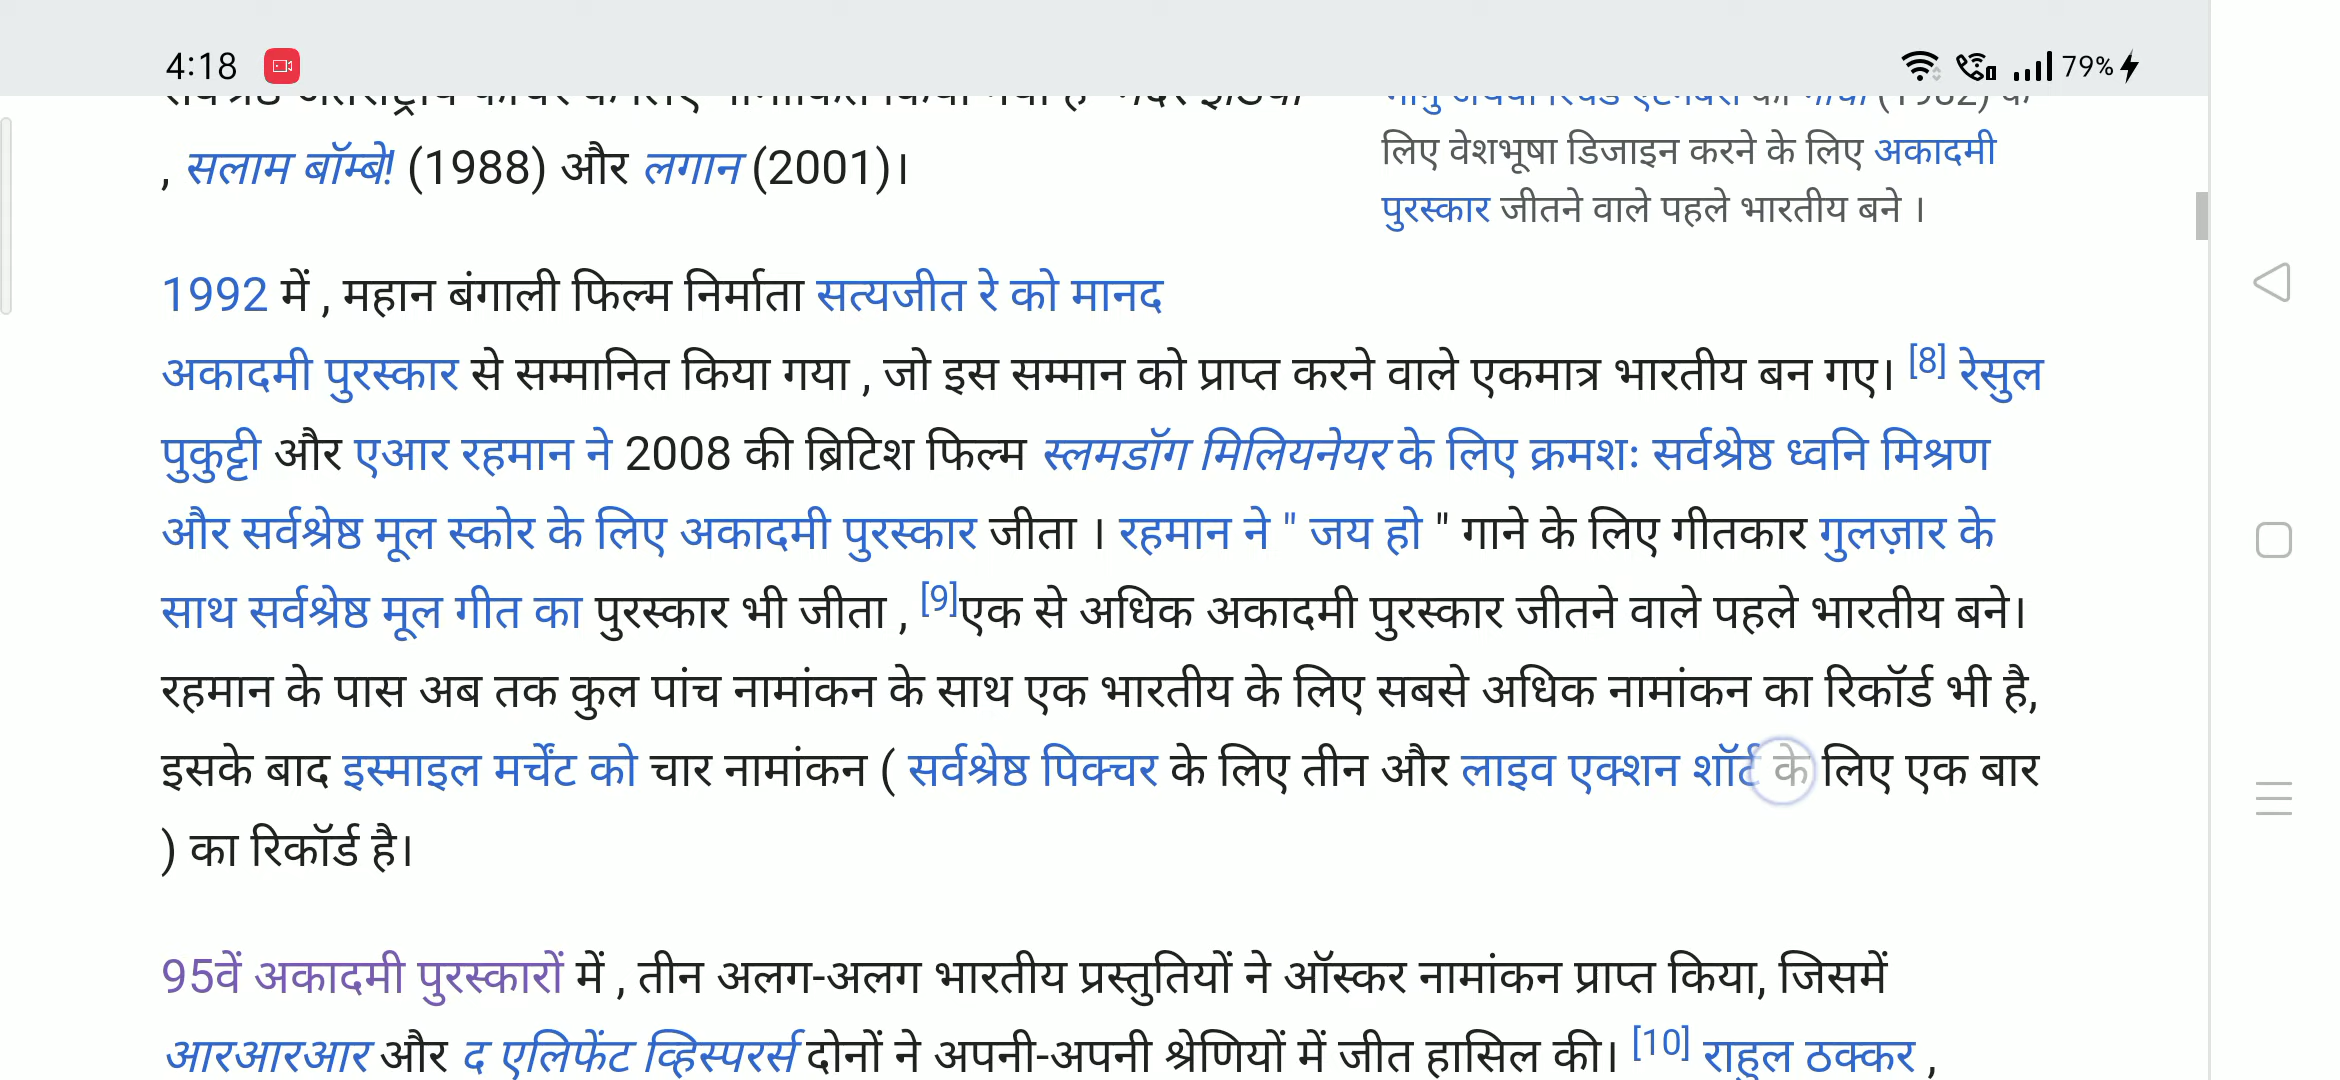 4:18
79%
, सलाम बॉम्बे! (1988) और लगान (2001)।
लिए वेशभूषा डिजाइन करने के लिए अकादमी
पुरस्कार जीतने वाले पहले भारतीय बने ।
1992 में , महान बंगाली फिल्म निर्माता सत्यजीत रे को मानद
अकादमी पुरस्कार से सम्मानित किया गया , जो इस सम्मान को प्राप्त करने वाले एकमात्र भारतीय बन गए। [8] रेसुल
पुकुट्टी और एआर रहमान ने 2008 की ब्रिटिश फिल्म स्लमडॉग मिलियनेयर के लिए क्रमशः सर्वश्रेष्ठ ध्वनि मिश्रण
और सर्वश्रेष्ठ मूल स्कोर के लिए अकादमी पुरस्कार जीता । रहमान ने " जय हो " गाने के लिए गीतकार गुलज़ार के
साथ सर्वश्रेष्ठ मूल गीत का पुरस्कार भी जीता , [9]एक से अधिक अकादमी पुरस्कार जीतने वाले पहले भारतीय बने।
रहमान के पास अब तक कुल पांच नामांकन के साथ एक भारतीय के लिए सबसे अधिक नामांकन का रिकॉर्ड भी है,
इसके बाद इस्माइल मर्चेंट को चार नामांकन ( सर्वश्रेष्ठ पिक्चर के लिए तीन और लाइव एक्शन शॉर्ट के लिए एक बार
) का रिकॉर्ड है।
95वें अकादमी पुरस्कारों में , तीन अलग-अलग भारतीय प्रस्तुतियों ने ऑस्कर नामांकन प्राप्त किया, जिसमें
आरआरआर और द एलिफेंट व्हिस्परर्स दोनों ने अपनी-अपनी श्रेणियों में जीत हासिल की। [10] राहुल ठक्कर ,